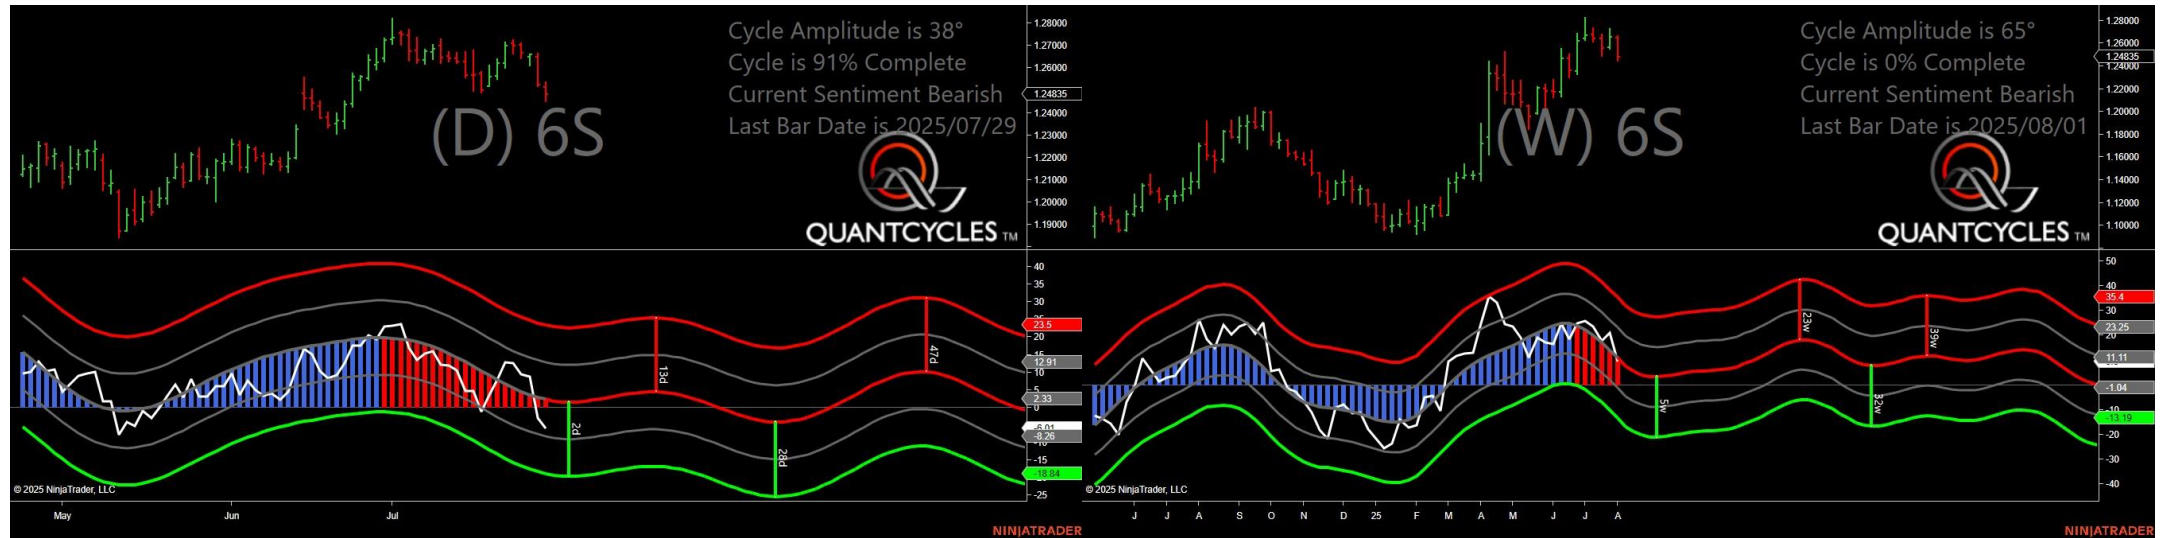 Cycle Amplitude is 38°
Cycle is 91% Complete
Current Sentiment Bearish
Last Bar Date is 2025/07/29
(D) 6S
QUANTCYCLES TM
1.28000
1.27000
1.26000
1.24835
1.24000
1.23000
1.22000
1.21000
1.20000
1.19000
40
35
30
23.5
20
12.91
10
5
2.33
0
-6.01
-8.26
-15
-18.84
-25
2d
13d
28d
47d
© 2025 NinjaTrader, LLC
May
Jun
Jul
NINJATRADER
Cycle Amplitude is 65°
Cycle is 0% Complete
Current Sentiment Bearish
Last Bar Date is 2025/08/01
(W) 6S
QUANTCYCLES TM
1.28000
1.26000
1.24835
1.24000
1.22000
1.20000
1.18000
1.16000
1.14000
1.12000
1.10000
50
40
35.4
30
23.25
11.11
-1.04
-10
-13.19
-20
-30
-40
5w
23w
32w
39w
© 2025 NinjaTrader, LLC
J
J
A
S
O
N
D
25
F
M
A
M
J
J
A
NINJATRADER